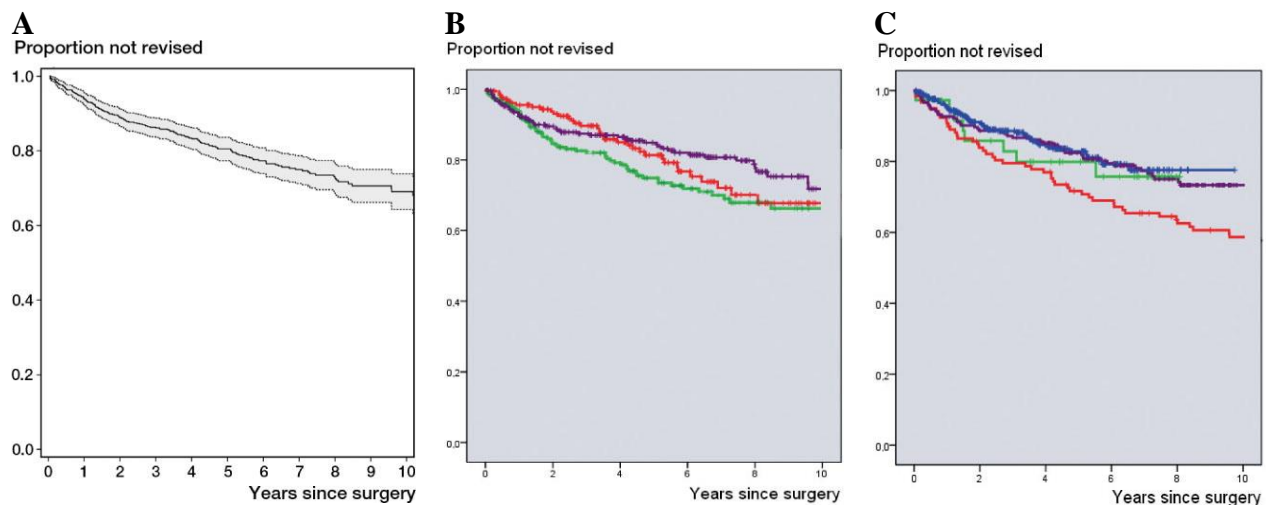 A
Proportion not revised
1.0
0.8
0.6
0.4
0.2
0.0
0 1 2 3 4 5 6 7 8 9 10
Years since surgery
B
Proportion not revised
1,0
0,8
0,6
0,4
0,2
0,0
0 2 4 6 8 10
Years since surgery
C
Proportion not revised
1,0
0,8
0,6
0,4
0,2
0,0
0 2 4 6 8 10
Years since surgery